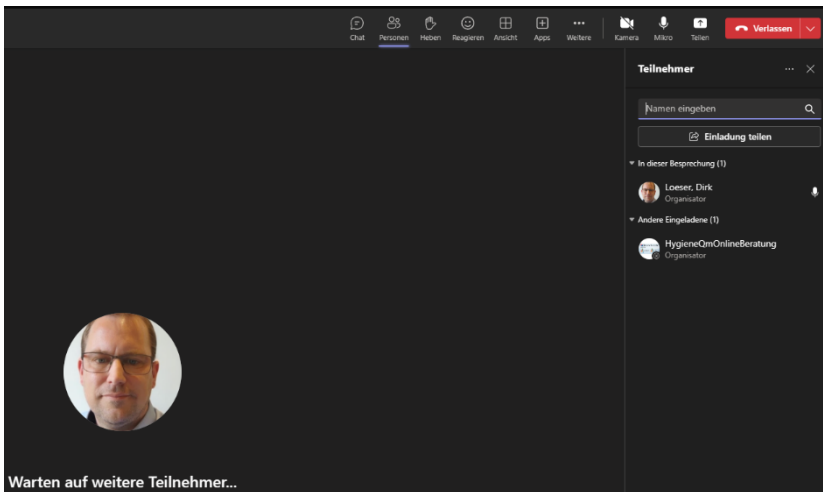 Chat Personen Heben Reagieren Ansicht Apps Weitere Kamera Mikro Teilen Verlassen
Teilnehmer
Namen eingeben
Einladung teilen
In dieser Besprechung (1)
Loeser, Dirk
Organisator
Andere Eingeladene (1)
HygieneQmOnlineBeratung
Organisator
Warten auf weitere Teilnehmer...